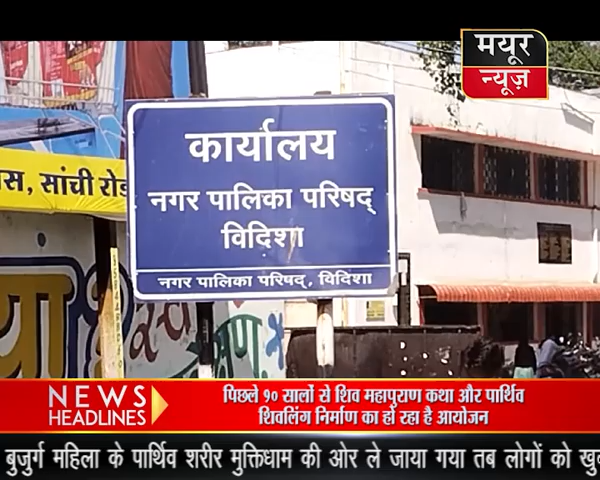 मयूर
न्यूज़
कार्यालय
नगर पालिका परिषद्
विदिशा
नगर पालिका परिषद्, विदिशा
स, सांची रोड
NEWS
HEADLINES
पिछले १० सालों से शिव महापुराण कथा और पार्थिव
शिवलिंग निर्माण का हो रहा है आयोजन
बुजुर्ग महिला के पार्थिव शरीर मुक्तिधाम की ओर ले जाया गया तब लोगों को खु